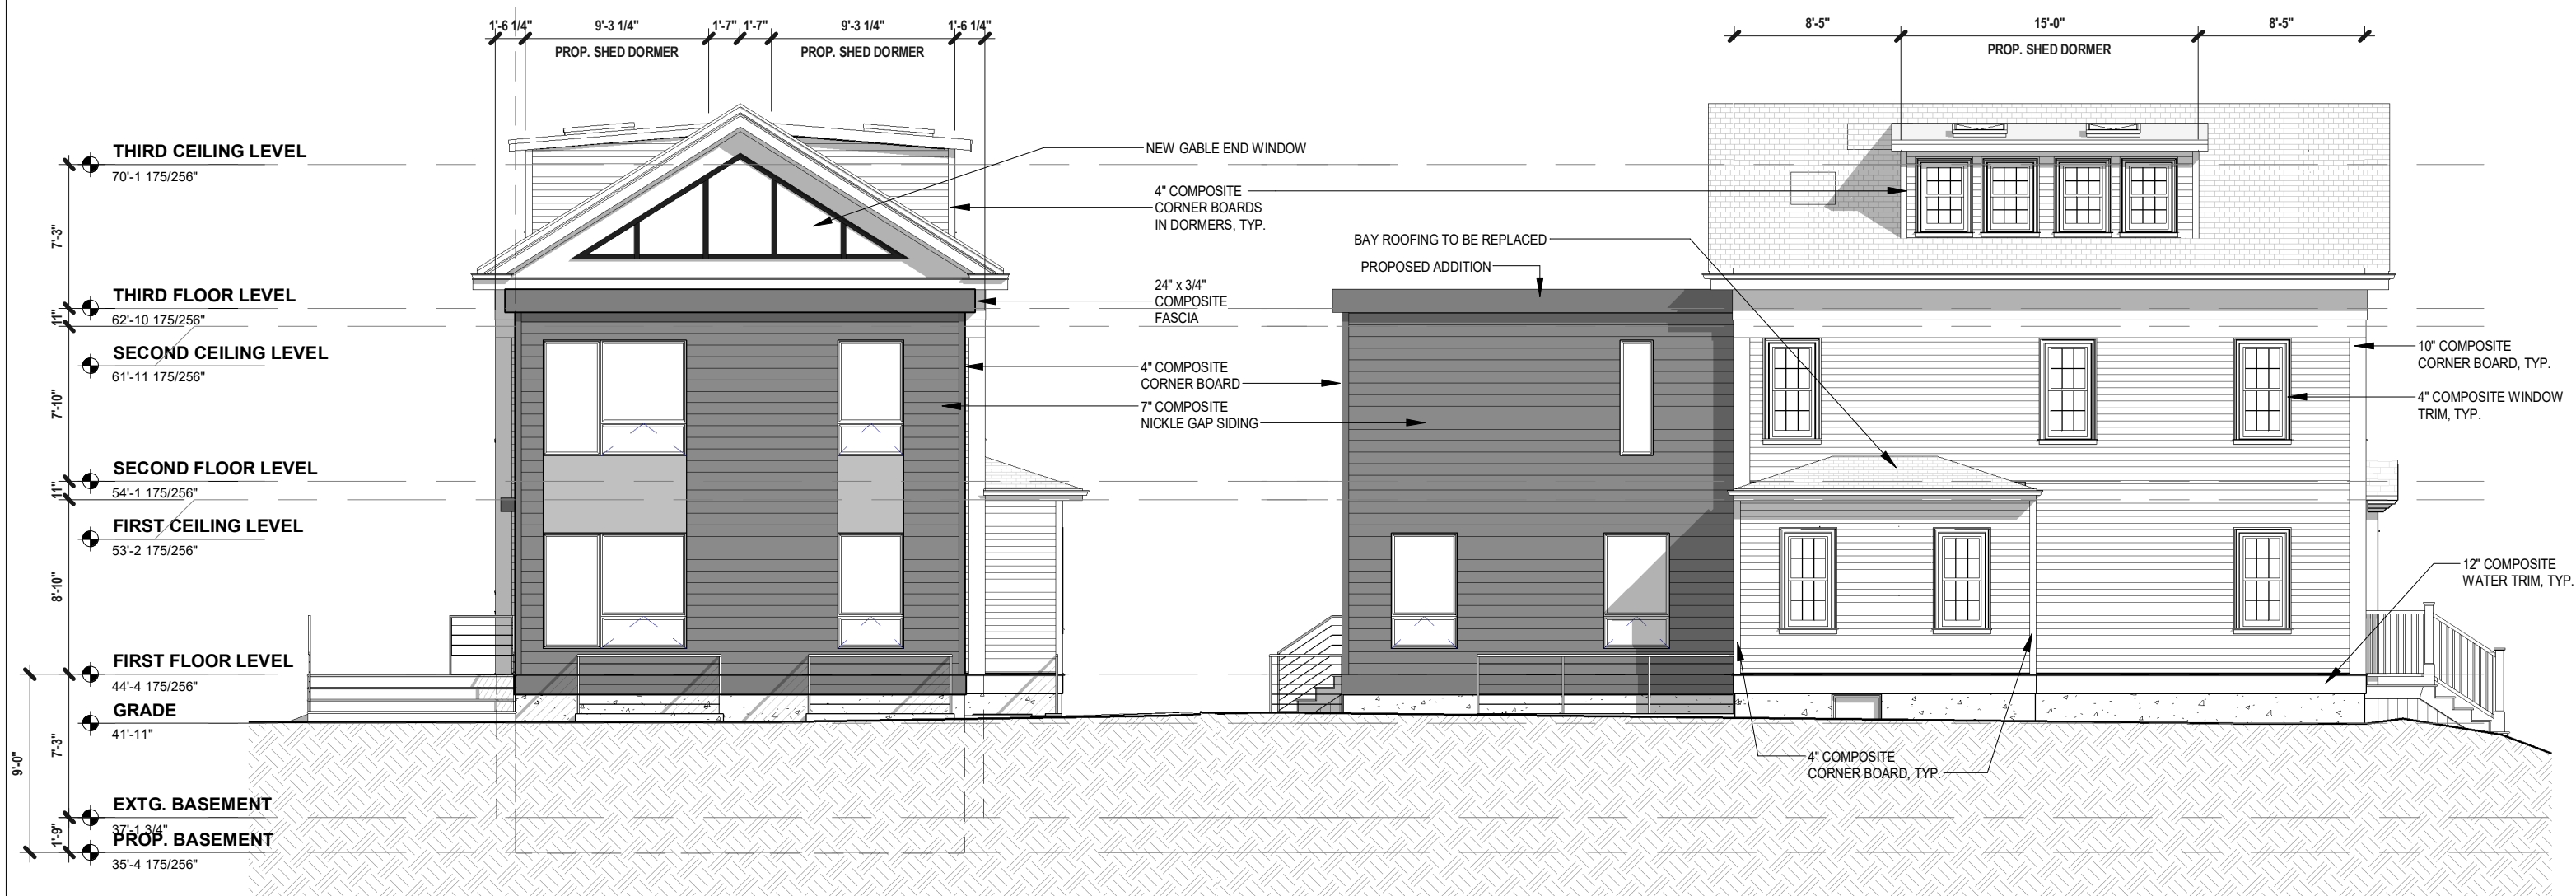 1'-6 1/4"
9'-3 1/4"
1'-7"
1'-7"
9'-3 1/4"
1'-6 1/4"
PROP. SHED DORMER
PROP. SHED DORMER
8'-5"
15'-0"
8'-5"
PROP. SHED DORMER
THIRD CEILING LEVEL
70'-1 175/256"
7'-3"
THIRD FLOOR LEVEL
62'-10 175/256"
11"
SECOND CEILING LEVEL
61'-11 175/256"
7'-10"
SECOND FLOOR LEVEL
54'-1 175/256"
11"
FIRST CEILING LEVEL
53'-2 175/256"
8'-10"
FIRST FLOOR LEVEL
44'-4 175/256"
GRADE
41'-11"
7'-3"
9'-0"
EXTG. BASEMENT
37'-1 3/4"
1'-9"
PROP. BASEMENT
35'-4 175/256"
NEW GABLE END WINDOW
4" COMPOSITE
CORNER BOARDS
IN DORMERS, TYP.
24" x 3/4"
COMPOSITE
FASCIA
4" COMPOSITE
CORNER BOARD
7" COMPOSITE
NICKLE GAP SIDING
BAY ROOFING TO BE REPLACED
PROPOSED ADDITION
10" COMPOSITE
CORNER BOARD, TYP.
4" COMPOSITE WINDOW
TRIM, TYP.
12" COMPOSITE
WATER TRIM, TYP.
4" COMPOSITE
CORNER BOARD, TYP.